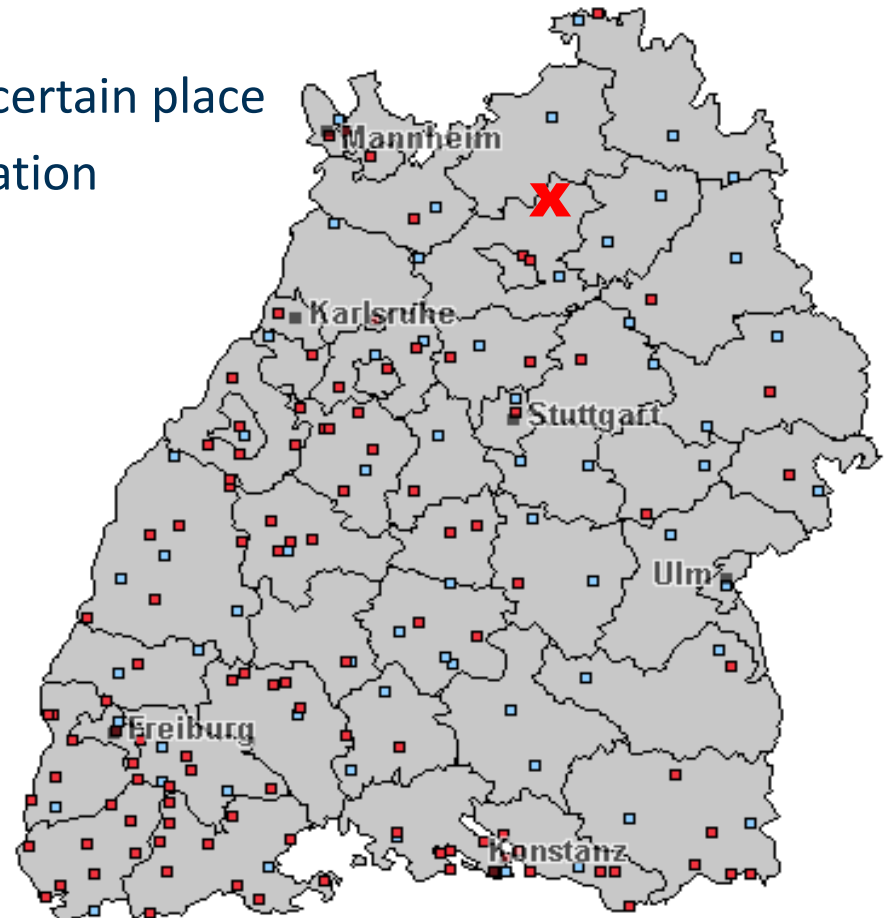 certain place
ation
Mannheim
x
Karlsruhe
Stuttgart
Ulm
Freiburg
Konstanz